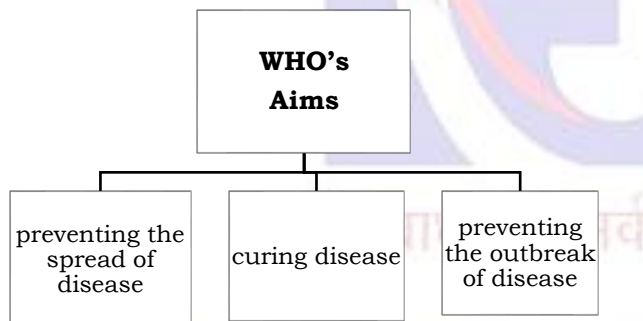 WHO’s
Aims
preventing the
spread of
disease
curing disease
preventing
the outbreak
of disease